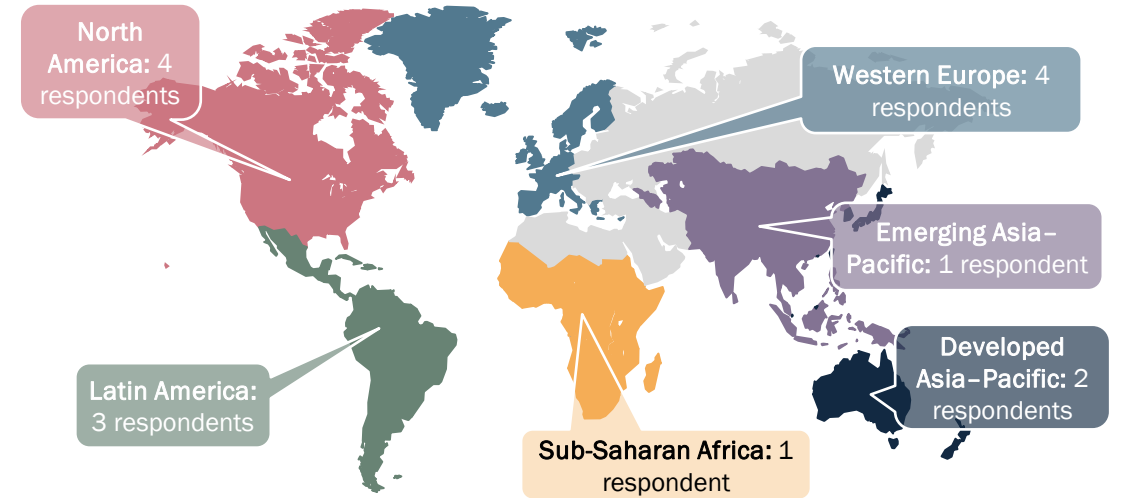 North
America: 4
respondents
Western Europe: 4
respondents
Emerging Asia–
Pacific: 1 respondent
Developed
Asia–Pacific: 2
respondents
Latin America:
3 respondents
Sub-Saharan Africa: 1
respondent